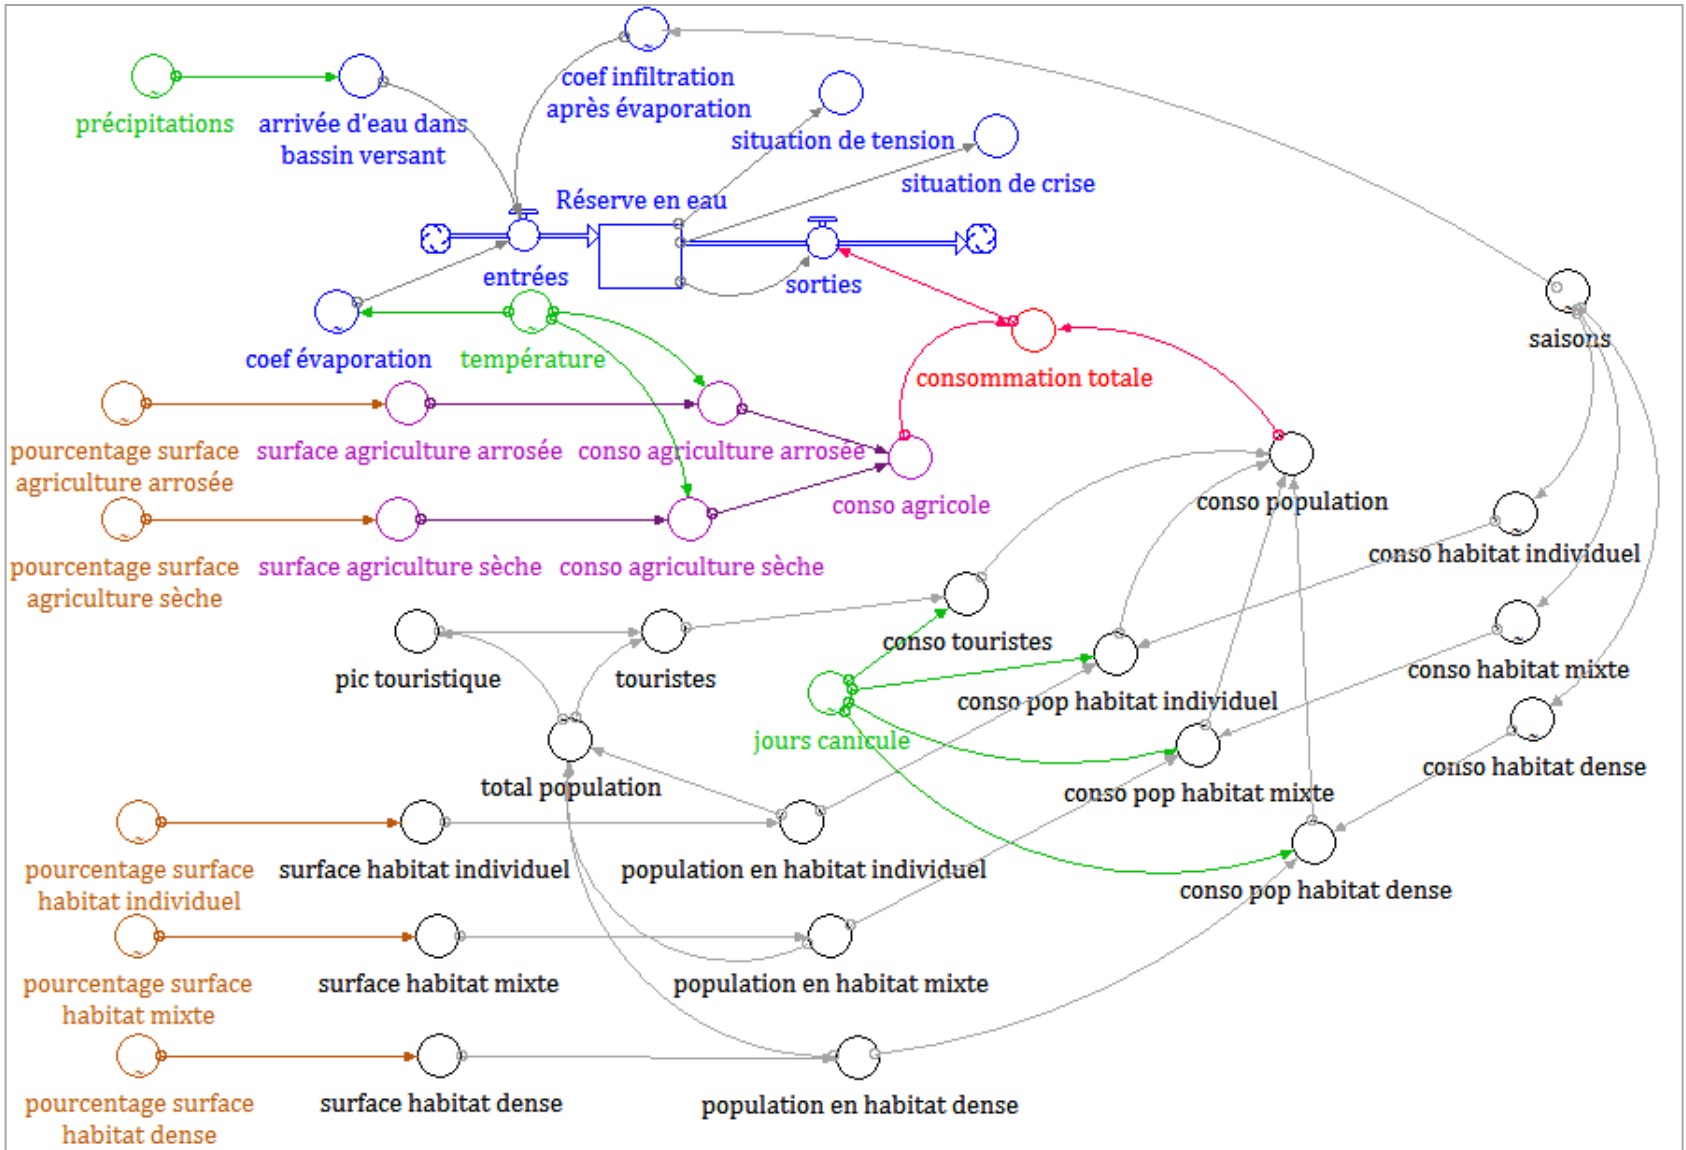 coef infiltration
après évaporation
précipitations
arrivée d'eau dans
bassin versant
situation de tension
situation de crise
Réserve en eau
entrées
sorties
saisons
coef évaporation
température
consommation totale
pourcentage surface
agriculture arrosée
surface agriculture arrosée
conso agriculture arrosée
conso agricole
conso population
pourcentage surface
agriculture sèche
surface agriculture sèche
conso agriculture sèche
conso habitat individuel
conso touristes
conso habitat mixte
pic touristique
touristes
conso pop habitat individuel
jours canicule
conso habitat dense
total population
conso pop habitat mixte
pourcentage surface
habitat individuel
surface habitat individuel
population en habitat individuel
conso pop habitat dense
pourcentage surface
habitat mixte
surface habitat mixte
population en habitat mixte
pourcentage surface
habitat dense
surface habitat dense
population en habitat dense